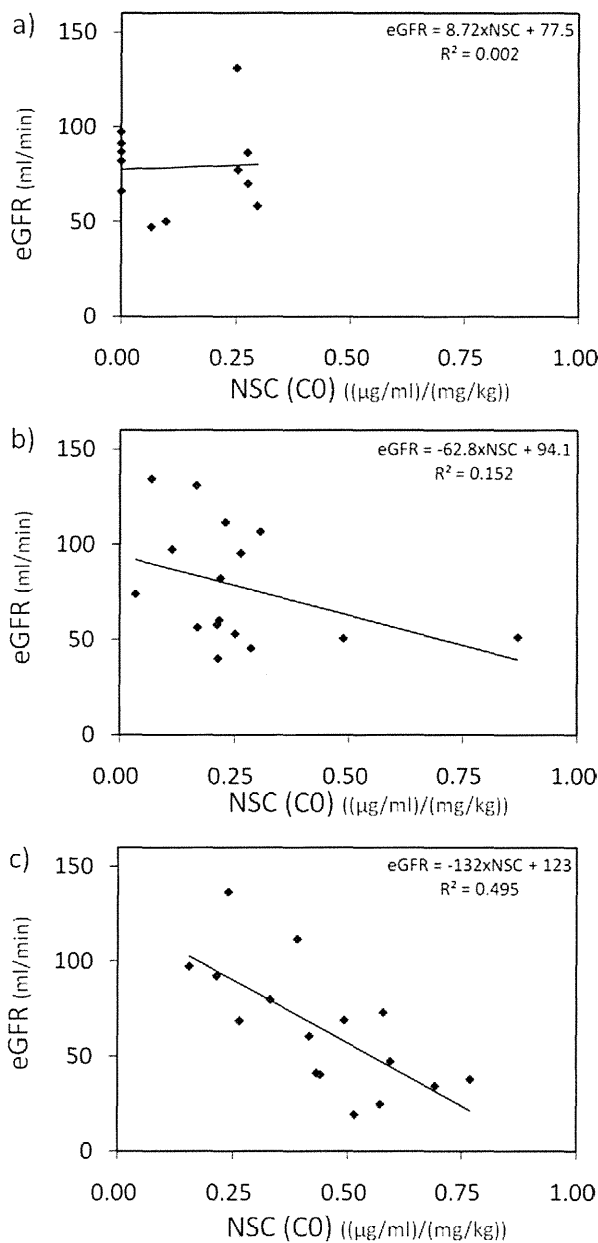 a)
eGFR = 8.72xNSC + 77.5
R² = 0.002
150
100
50
0
eGFR (ml/min)
0.00 0.25 0.50 0.75 1.00
NSC (C0) ((µg/ml)/(mg/kg))
b)
eGFR = -62.8xNSC + 94.1
R² = 0.152
150
100
50
0
eGFR (ml/min)
0.00 0.25 0.50 0.75 1.00
NSC (C0) ((µg/ml)/(mg/kg))
c)
eGFR = -132xNSC + 123
R² = 0.495
150
100
50
0
eGFR (ml/min)
0.00 0.25 0.50 0.75 1.00
NSC (C0) ((µg/ml)/(mg/kg))